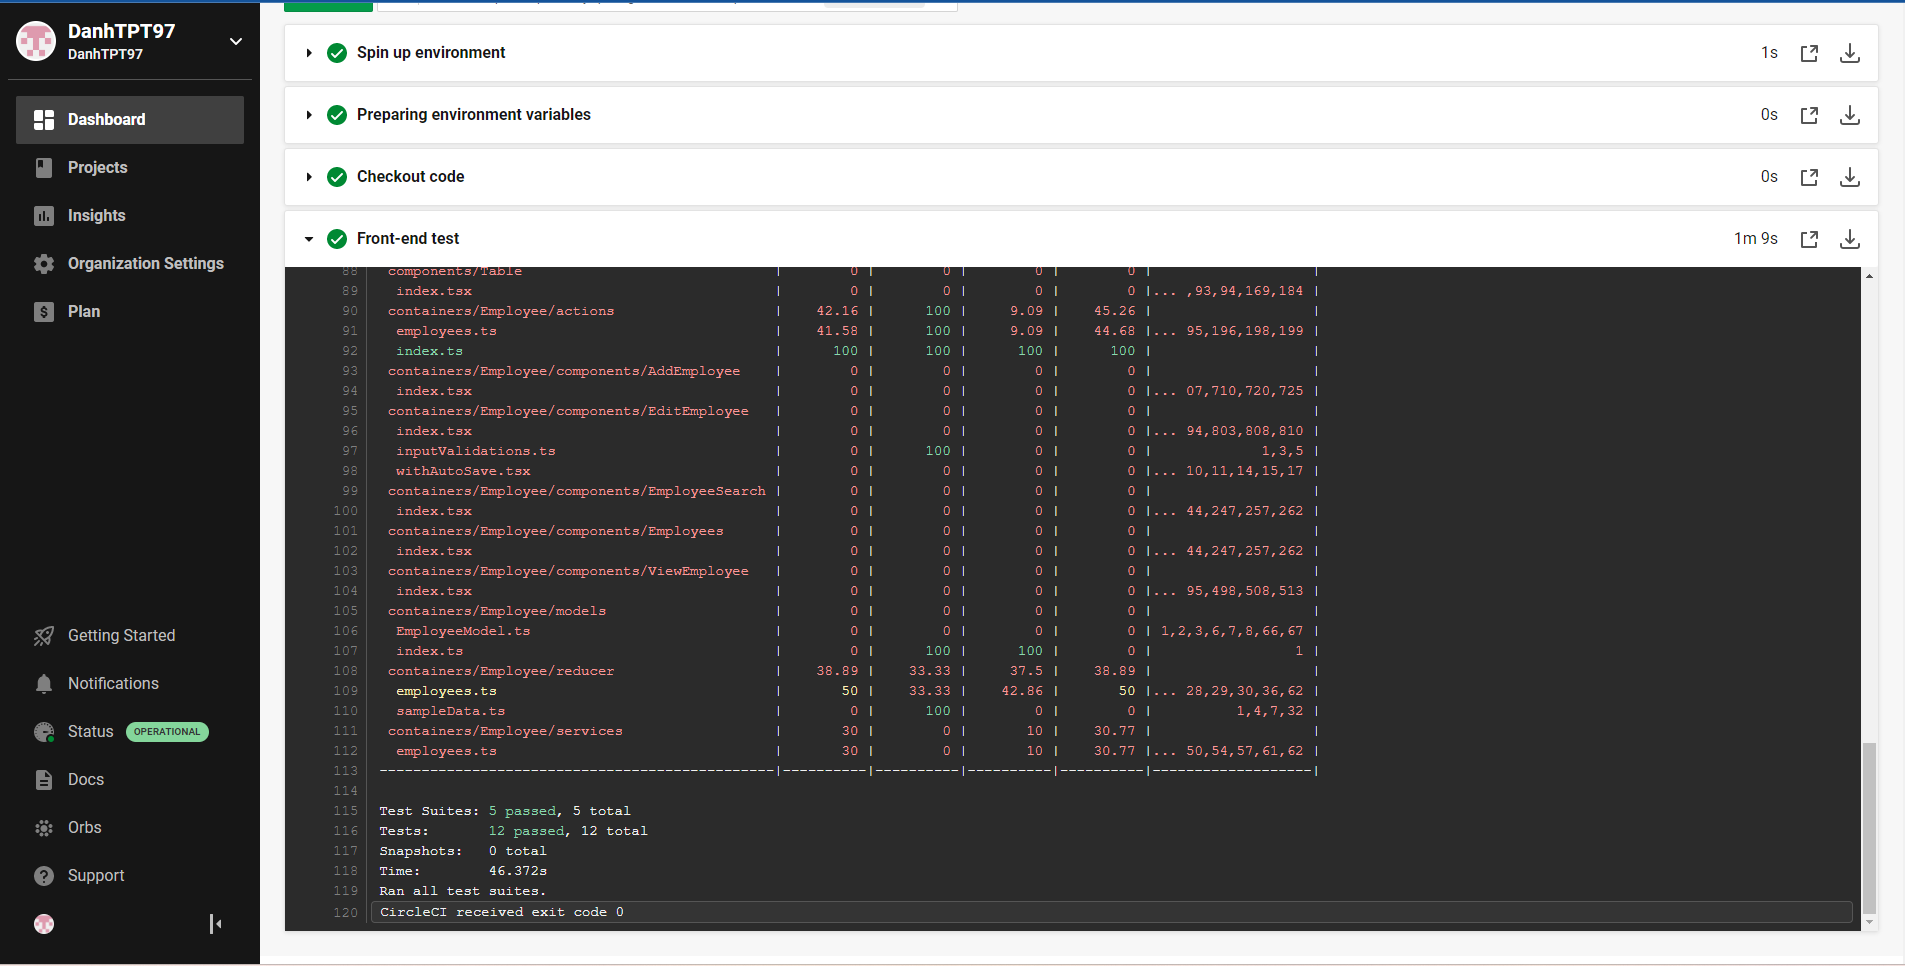 DanhTPT97
DanhTPT97
Dashboard
Projects
Insights
Organization Settings
Plan
Getting Started
Notifications
Status OPERATIONAL
Docs
Orbs
Support
Spin up environment 1s
Preparing environment variables 0s
Checkout code 0s
Front-end test 1m 9s
88 components/Table | 0 | 0 | 0 | 0 | |
89 index.tsx | 0 | 0 | 0 | 0 |... ,93,94,169,184 |
90 containers/Employee/actions | 42.16 | 100 | 9.09 | 45.26 | |
91 employees.ts | 41.58 | 100 | 9.09 | 44.68 |... 95,196,198,199 |
92 index.ts | 100 | 100 | 100 | 100 | |
93 containers/Employee/components/AddEmployee | 0 | 0 | 0 | 0 | |
94 index.tsx | 0 | 0 | 0 | 0 |... 07,710,720,725 |
95 containers/Employee/components/EditEmployee | 0 | 0 | 0 | 0 | |
96 index.tsx | 0 | 0 | 0 | 0 |... 94,803,808,810 |
97 inputValidations.ts | 0 | 100 | 0 | 0 | 1,3,5 |
98 withAutoSave.tsx | 0 | 0 | 0 | 0 |... 10,11,14,15,17 |
99 containers/Employee/components/EmployeeSearch | 0 | 0 | 0 | 0 | |
100 index.tsx | 0 | 0 | 0 | 0 |... 44,247,257,262 |
101 containers/Employee/components/Employees | 0 | 0 | 0 | 0 | |
102 index.tsx | 0 | 0 | 0 | 0 |... 44,247,257,262 |
103 containers/Employee/components/ViewEmployee | 0 | 0 | 0 | 0 | |
104 index.tsx | 0 | 0 | 0 | 0 |... 95,498,508,513 |
105 containers/Employee/models | 0 | 0 | 0 | 0 | |
106 EmployeeModel.ts | 0 | 0 | 0 | 0 | 1,2,3,6,7,8,66,67 |
107 index.ts | 0 | 100 | 100 | 0 | 1 |
108 containers/Employee/reducer | 38.89 | 33.33 | 37.5 | 38.89 | |
109 employees.ts | 50 | 33.33 | 42.86 | 50 |... 28,29,30,36,62 |
110 sampleData.ts | 0 | 100 | 0 | 0 | 1,4,7,32 |
111 containers/Employee/services | 30 | 0 | 10 | 30.77 | |
112 employees.ts | 30 | 0 | 10 | 30.77 |... 50,54,57,61,62 |
113 -----------------------------------------------|----------|----------|----------|----------|-------------------|
114
115 Test Suites: 5 passed, 5 total
116 Tests: 12 passed, 12 total
117 Snapshots: 0 total
118 Time: 46.372s
119 Ran all test suites.
120 CircleCI received exit code 0